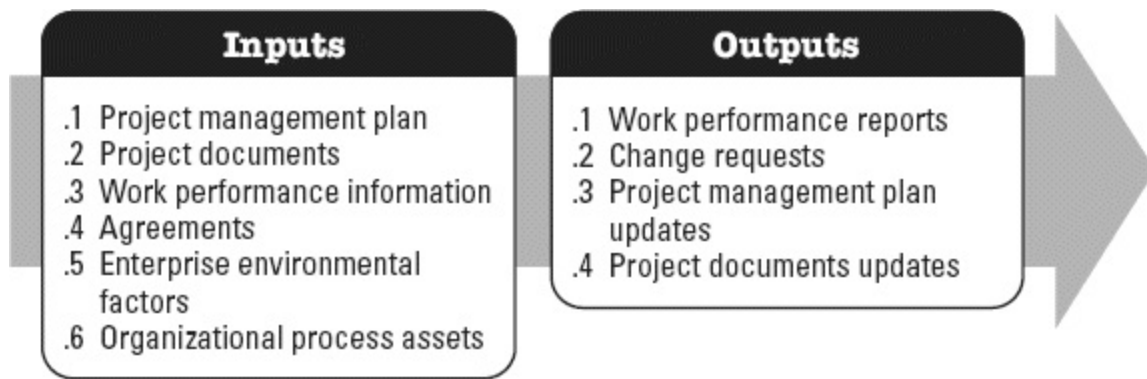 Inputs
.1 Project management plan
.2 Project documents
.3 Work performance information
.4 Agreements
.5 Enterprise environmental
factors
.6 Organizational process assets
Outputs
.1 Work performance reports
.2 Change requests
.3 Project management plan
updates
.4 Project documents updates